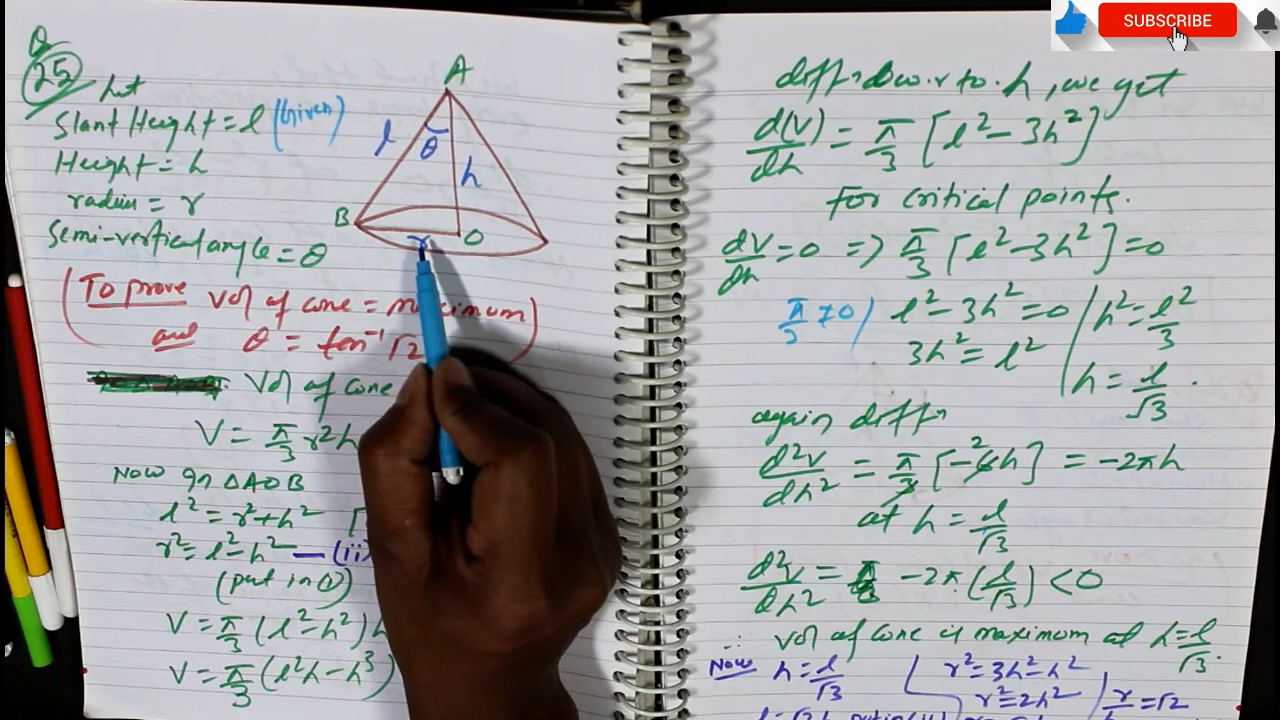 Q
25
Let
Slant Height = l (Given)
Height = h
radius = r
Semi-vertical angle = θ
(To prove Vol of cone = maximum
and θ = tan⁻¹√2
Vol of cone
V = π/3 r²h
Now In ΔAOB
l² = r² + h²
r² = l² - h² — (ii)
(put in ①)
V = π/3 (l² - h²) h
V = π/3 (l²h - h³)
A
l
θ
h
B
r
O
SUBSCRIBE
diff. w.r.to. h, we get
d(V)/dh = π/3 [l² - 3h²]
For critical points.
dV/dh = 0 => π/3 [l² - 3h²] = 0
π/3 ≠ 0) l² - 3h² = 0 / h² = l²/3
3h² = l²
h = l/√3 .
again diff
d²V/dh² = π/3 [-6h] = -2πh
at h = l/√3
d²V/dh² = -2π (l/√3) < 0
∴ Vol of cone is maximum at h = l/√3.
Now h = l/√3
r² = 3h² - h²
r² = 2h² / r/h = √2